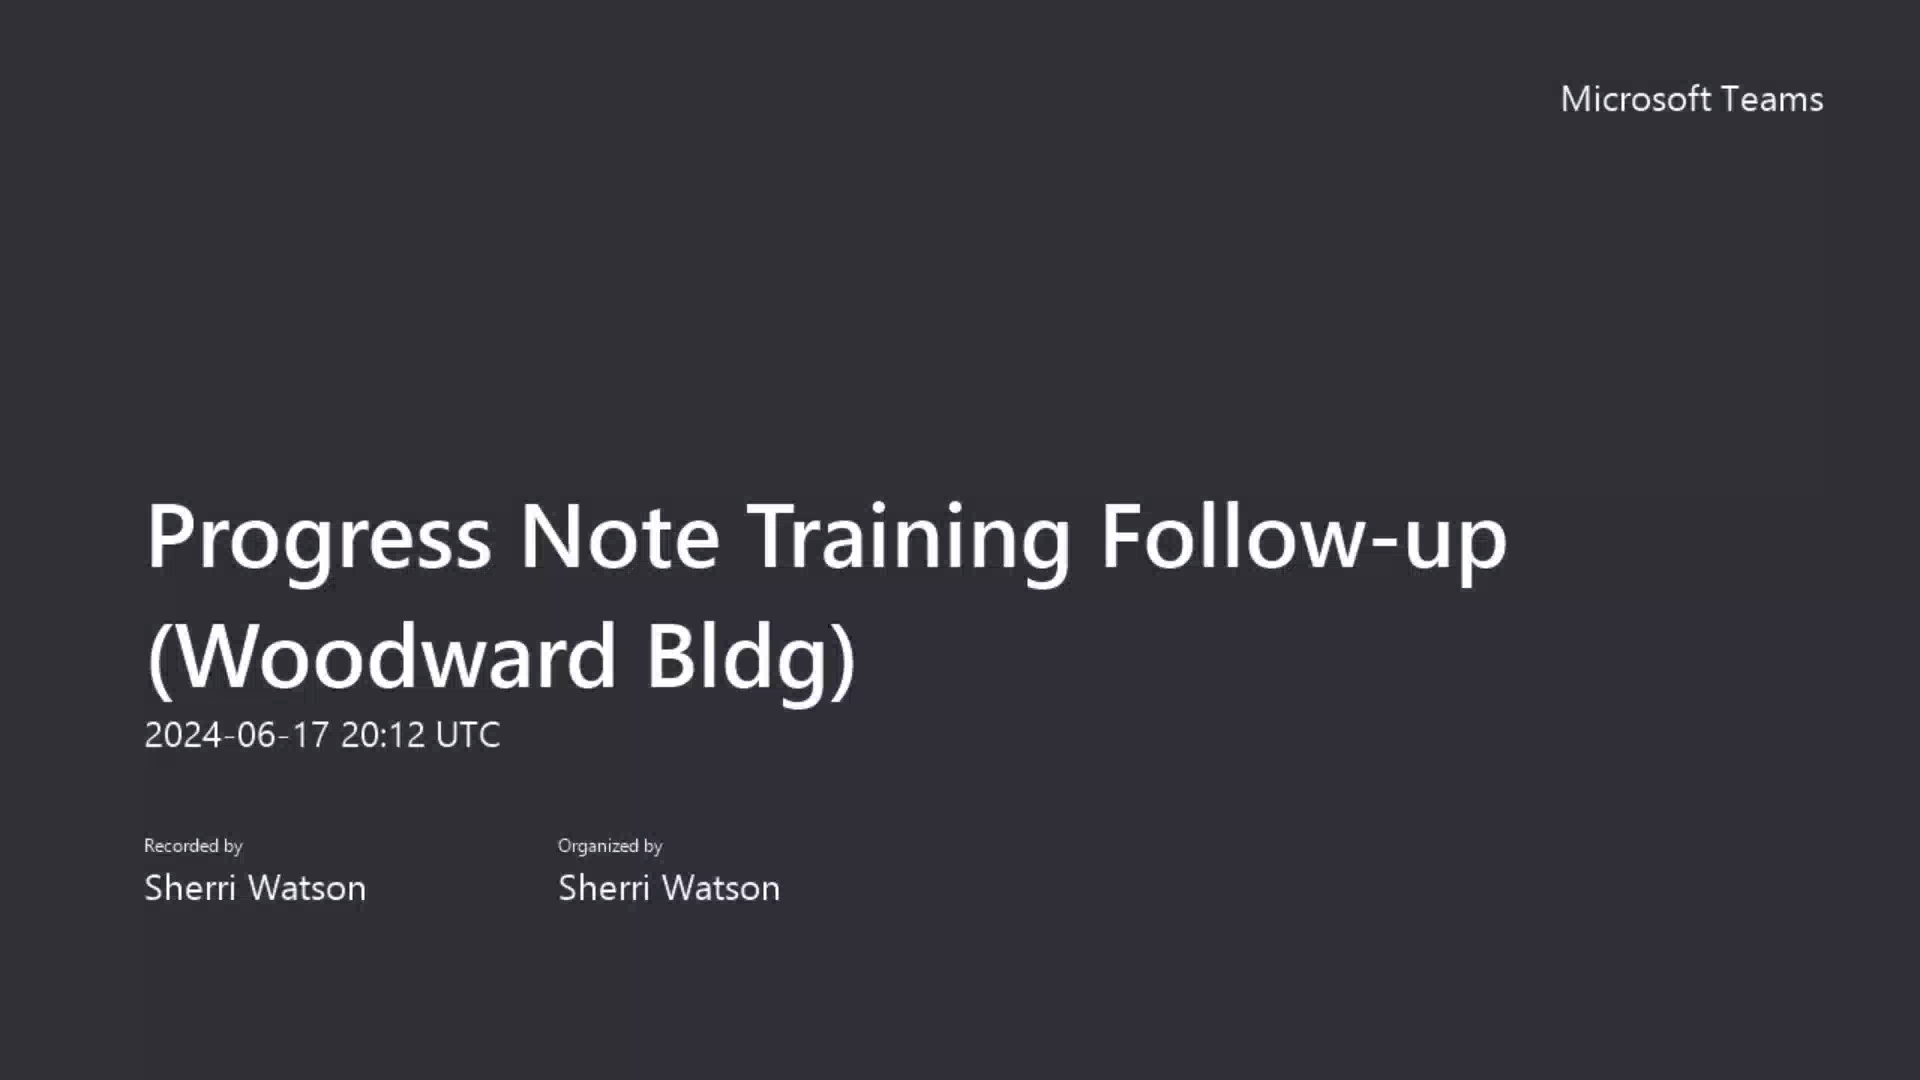 Microsoft Teams
Progress Note Training Follow-up
(Woodward Bldg)
2024-06-17 20:12 UTC
Recorded by
Sherri Watson
Organized by
Sherri Watson